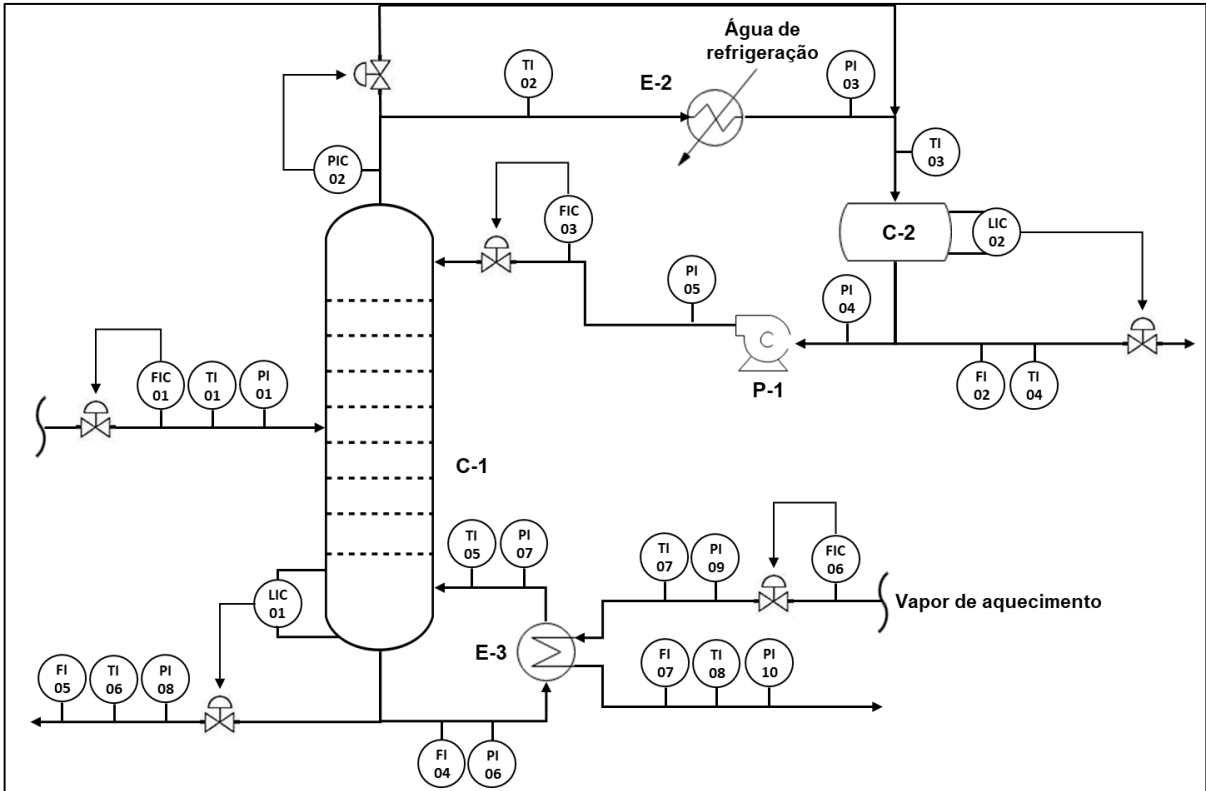 Água de
refrigeração
TI
02
E-2
PI
03
PIC
02
TI
03
FIC
03
C-2
LIC
02
PI
05
PI
04
C
P-1
FI
02
TI
04
FIC
01
TI
01
PI
01
C-1
TI
05
PI
07
TI
07
PI
09
FIC
06
Vapor de aquecimento
LIC
01
E-3
FI
07
TI
08
PI
10
FI
05
TI
06
PI
08
FI
04
PI
06